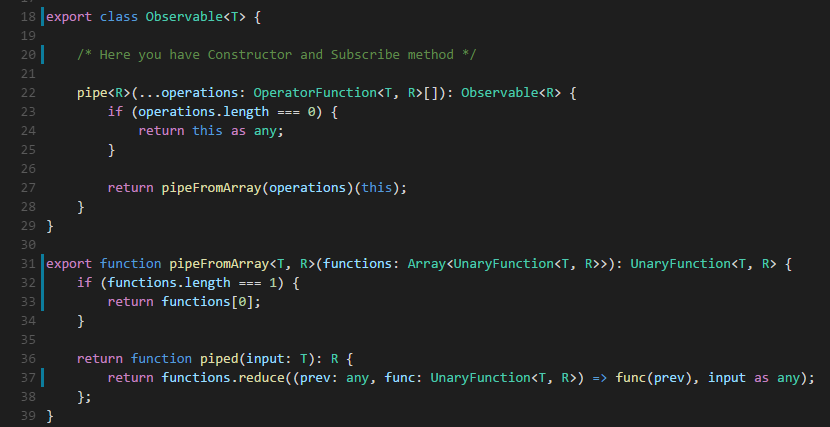 18 export class Observable<T> {
19
20     /* Here you have Constructor and Subscribe method */
21
22     pipe<R>(...operations: OperatorFunction<T, R>[]): Observable<R> {
23         if (operations.length === 0) {
24             return this as any;
25         }
26
27         return pipeFromArray(operations)(this);
28     }
29 }
30
31 export function pipeFromArray<T, R>(functions: Array<UnaryFunction<T, R>>): UnaryFunction<T, R> {
32     if (functions.length === 1) {
33         return functions[0];
34     }
35
36     return function piped(input: T): R {
37         return functions.reduce((prev: any, func: UnaryFunction<T, R>) => func(prev), input as any);
38     };
39 }